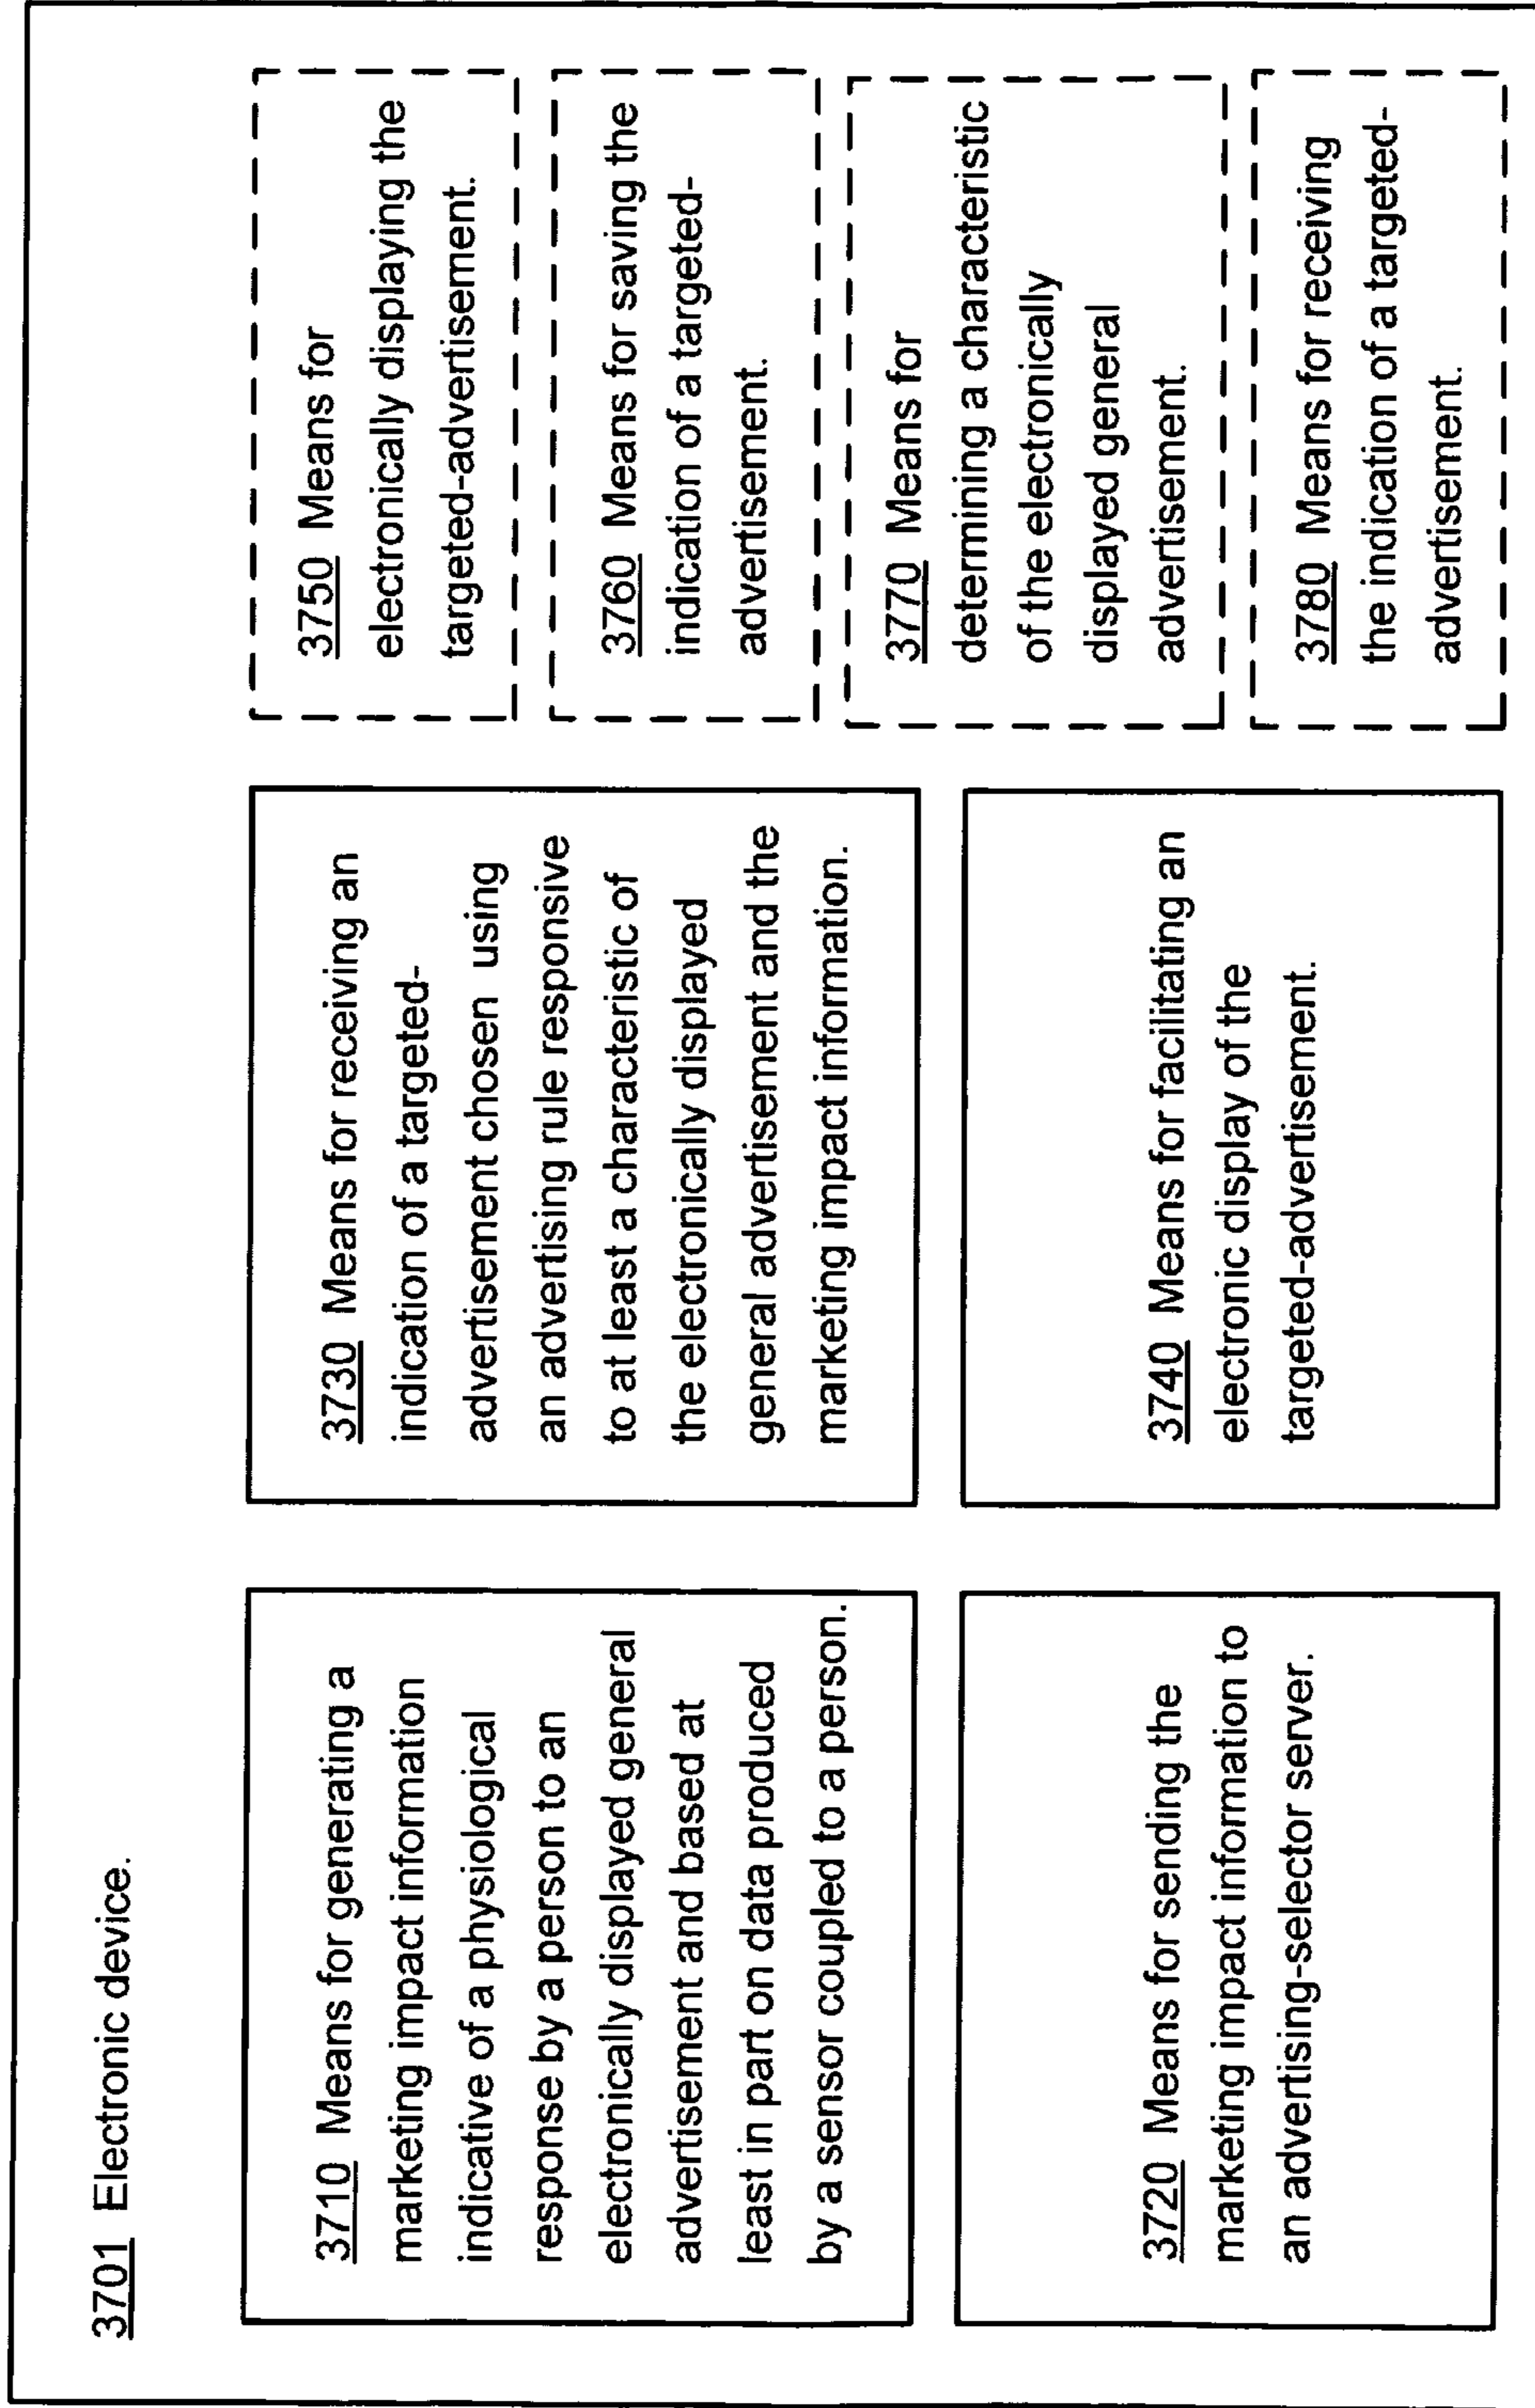 3701 Electronic device.
3710 Means for generating a
marketing impact information
indicative of a physiological
response by a person to an
electronically displayed general
advertisement and based at
least in part on data produced
by a sensor coupled to a person.
3720 Means for sending the
marketing impact information to
an advertising-selector server.
3730 Means for receiving an
indication of a targeted-
advertisement chosen using
an advertising rule responsive
to at least a characteristic of
the electronically displayed
general advertisement and the
marketing impact information.
3740 Means for facilitating an
electronic display of the
targeted-advertisement.
3750 Means for
electronically displaying the
targeted-advertisement.
3760 Means for saving the
indication of a targeted-
advertisement.
3770 Means for
determining a characteristic
of the electronically
displayed general
advertisement.
3780 Means for receiving
the indication of a targeted-
advertisement.